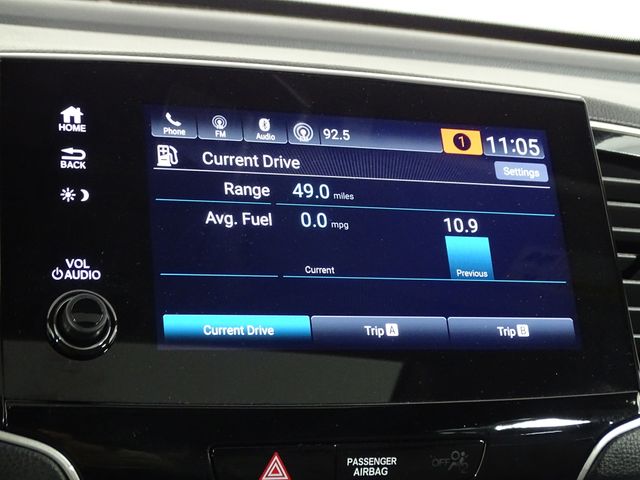 HOME
BACK
VOL
AUDIO
Phone
FM
Audio
92.5
1
11:05
Current Drive
Settings
Range 49.0 miles
Avg. Fuel 0.0 mpg
10.9
Current
Previous
Current Drive
Trip A
Trip B
PASSENGER
AIRBAG
OFF